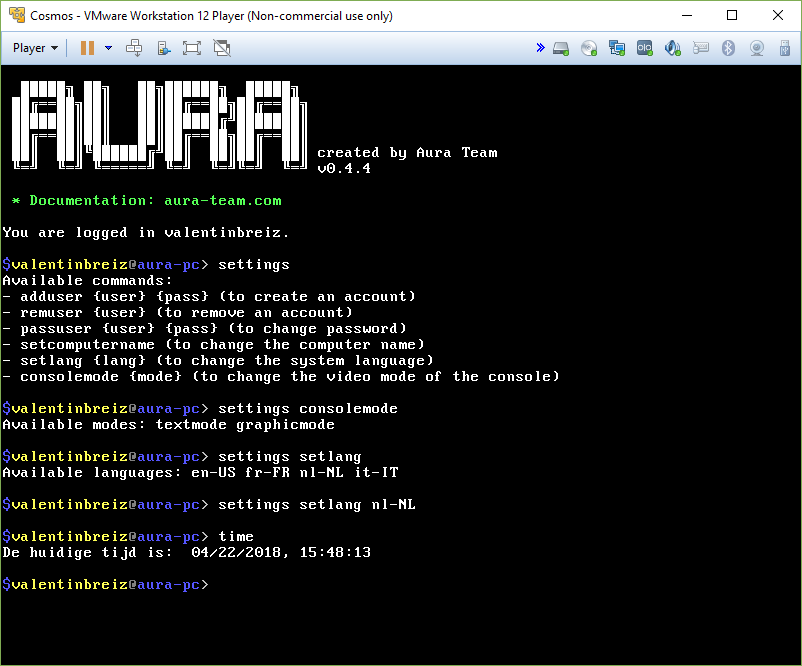 Cosmos - VMware Workstation 12 Player (Non-commercial use only)
Player
AURA
created by Aura Team
v0.4.4
* Documentation: aura-team.com
You are logged in valentinbreiz.
$valentinbreiz@aura-pc> settings
Available commands:
- adduser {user} {pass} (to create an account)
- remuser {user} (to remove an account)
- passuser {user} {pass} (to change password)
- setcomputername (to change the computer name)
- setlang {lang} (to change the system language)
- consolemode {mode} (to change the video mode of the console)
$valentinbreiz@aura-pc> settings consolemode
Available modes: textmode graphicmode
$valentinbreiz@aura-pc> settings setlang
Available languages: en-US fr-FR nl-NL it-IT
$valentinbreiz@aura-pc> settings setlang nl-NL
$valentinbreiz@aura-pc> time
De huidige tijd is:  04/22/2018, 15:48:13
$valentinbreiz@aura-pc>